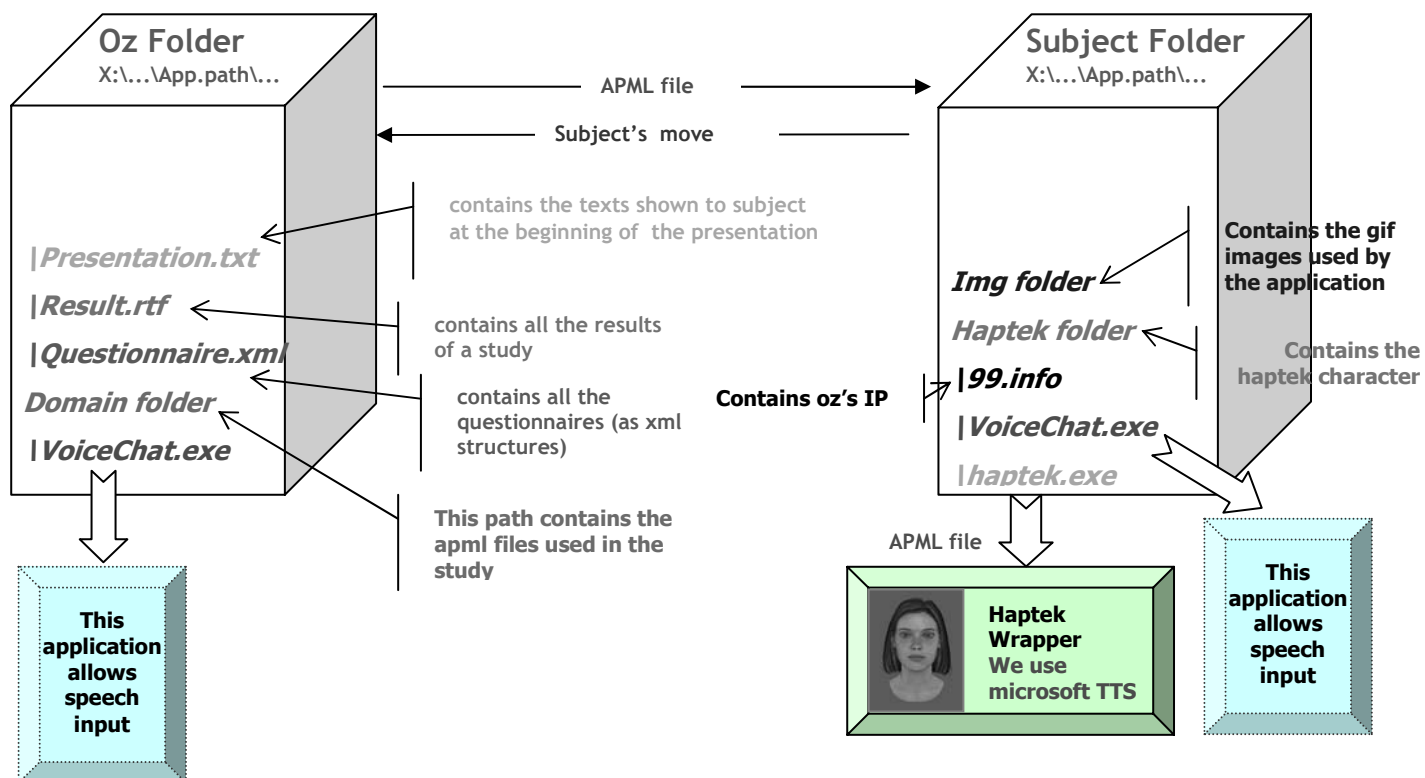 Oz Folder
X:\...\App.path\...
APML file
Subject's move
Subject Folder
X:\...\App.path\...
|Presentation.txt
|Result.rtf
|Questionnaire.xml
Domain folder
|VoiceChat.exe
contains the texts shown to subject
at the beginning of the presentation
contains all the results
of a study
contains all the
questionnaires (as xml
structures)
This path contains the
apml files used in the
study
Contains oz's IP
Img folder
Haptek folder
|99.info
|VoiceChat.exe
|haptek.exe
Contains the gif
images used by
the application
Contains the
haptek character
This
application
allows
speech
input
APML file
Haptek
Wrapper
We use
microsoft TTS
This
application
allows
speech
input